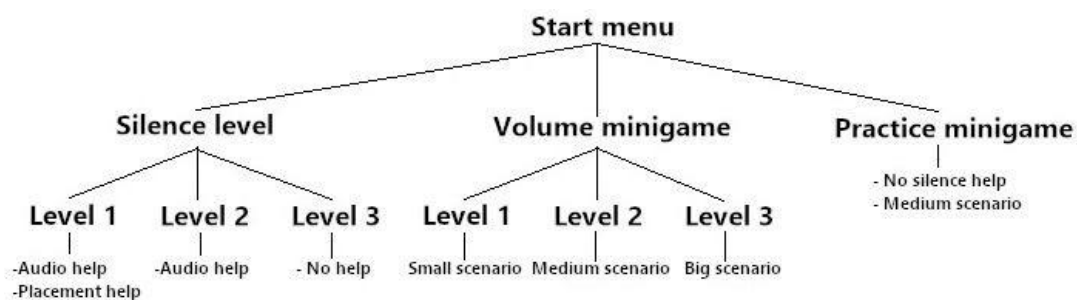 Start menu
Silence level
Volume minigame
Practice minigame
- No silence help
- Medium scenario
Level 1
Level 2
Level 3
Level 1
Level 2
Level 3
-Audio help
-Placement help
-Audio help
- No help
Small scenario
Medium scenario
Big scenario